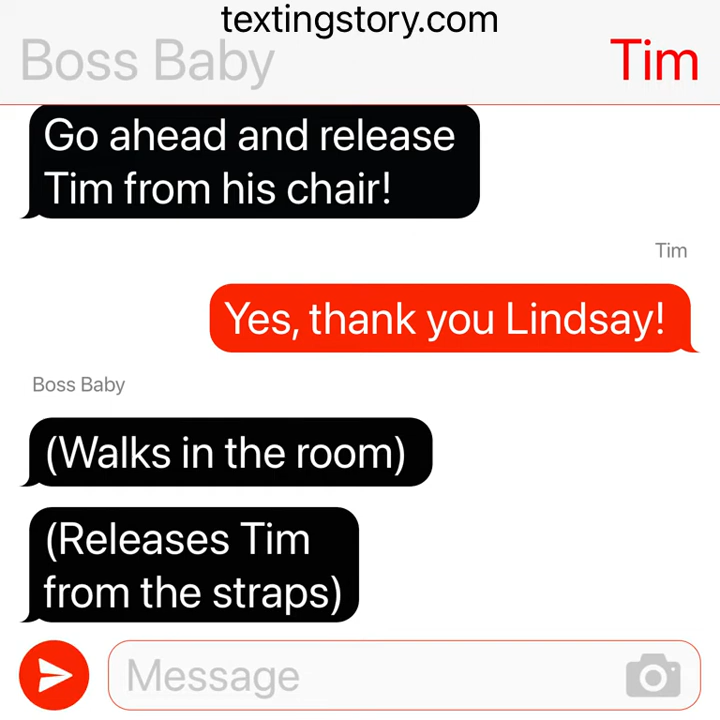 textingstory.com
Boss Baby
Tim
Go ahead and release
Tim from his chair!
Tim
Yes, thank you Lindsay!
Boss Baby
(Walks in the room)
(Releases Tim
from the straps)
Message